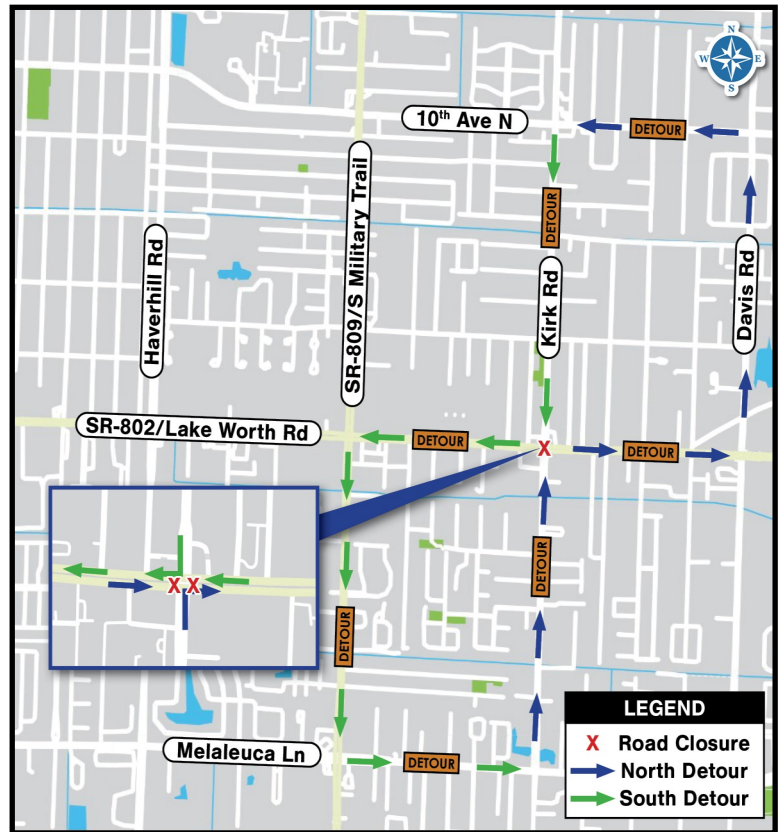 N
W E
S
10th Ave N
DETOUR
SR-809/S Military Trail
DETOUR
Haverhill Rd
Kirk Rd
Davis Rd
SR-802/Lake Worth Rd
DETOUR
X
DETOUR
X X
DETOUR
DETOUR
Melaleuca Ln
DETOUR
LEGEND
X Road Closure
North Detour
South Detour